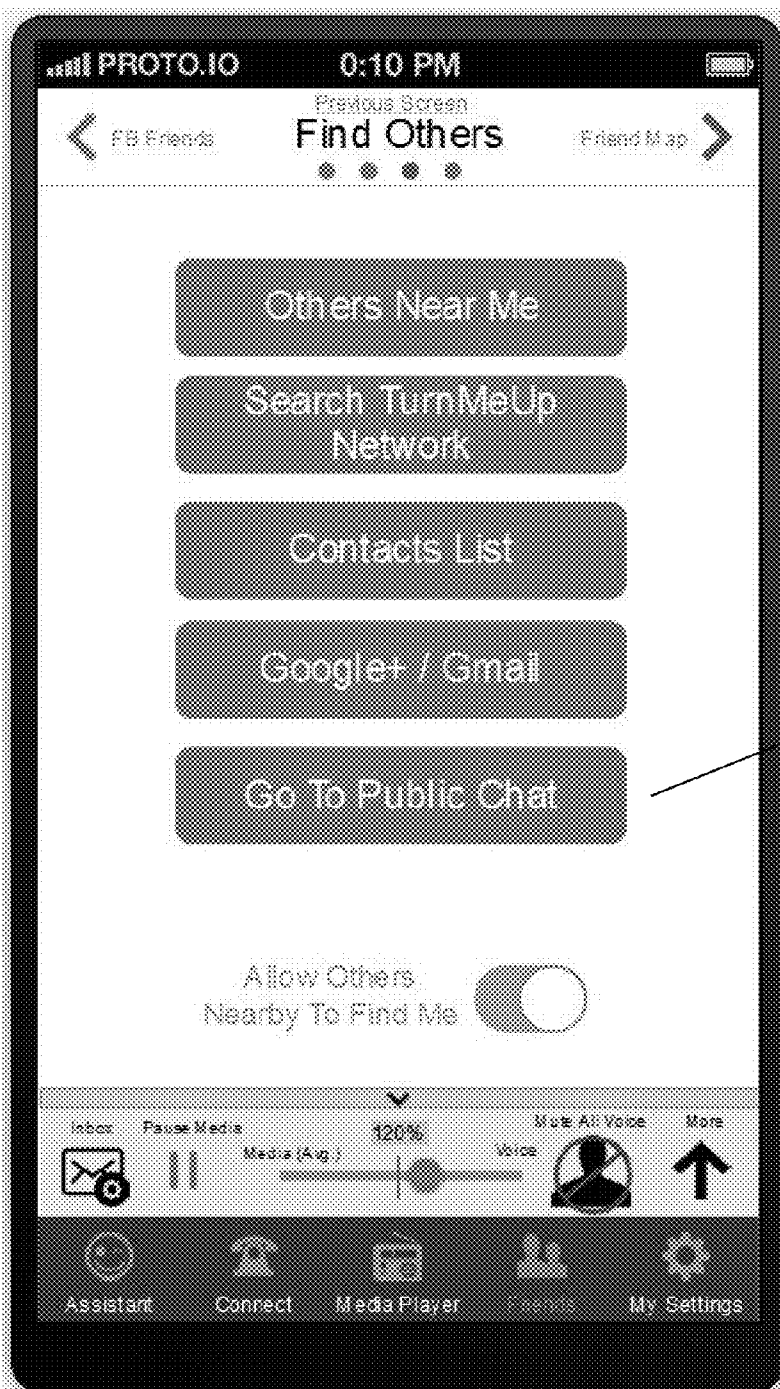 PROTO.IO 0:10 PM
Previous Screen
FB Friends Find Others Friend Map
Others Near Me
Search TurnMeUp
Network
Contacts List
Google+ / Gmail
Go To Public Chat
Allow Others
Nearby To Find Me
Inbox Pause Media 120% Mute All Voice More
Media (Avg.) Voice
Assistant Connect Media Player Friends My Settings